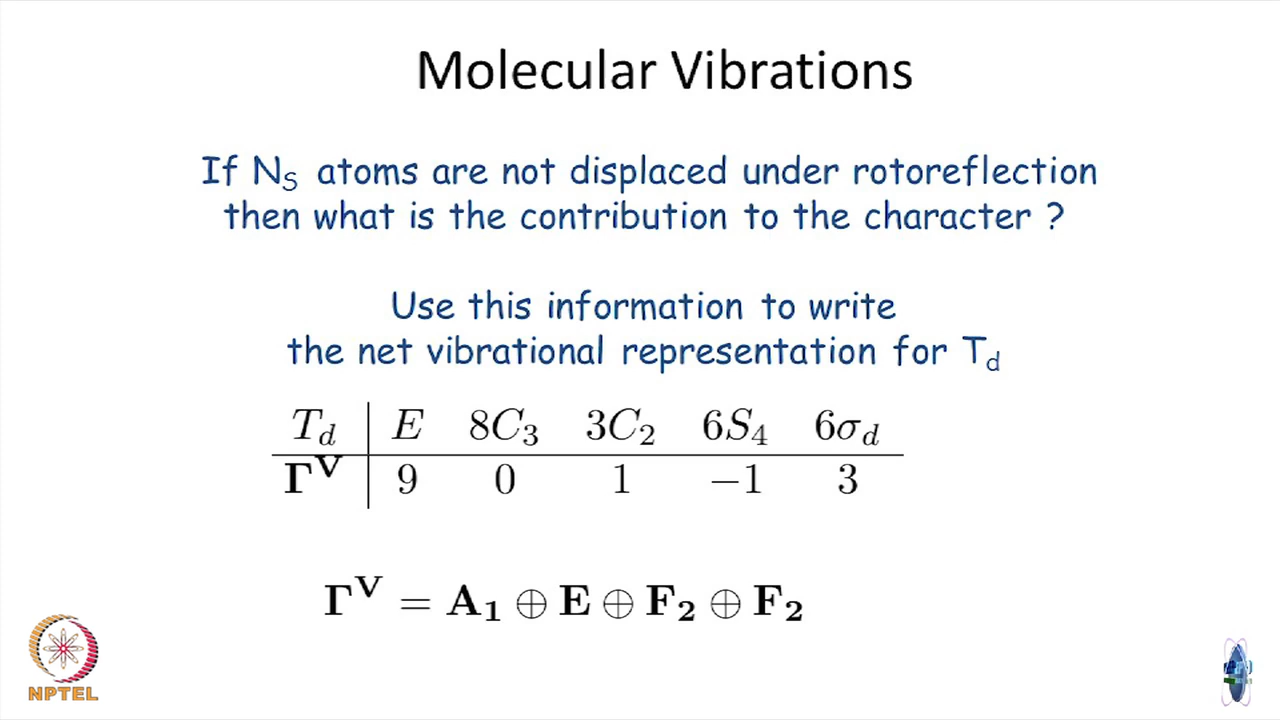 Molecular Vibrations
If N_S atoms are not displaced under rotoreflection
then what is the contribution to the character ?
Use this information to write
the net vibrational representation for T_d
T_d | E 8C_3 3C_2 6S_4 6σ_d
Γ^V | 9 0 1 −1 3
Γ^V = A_1 ⊕ E ⊕ F_2 ⊕ F_2
NPTEL